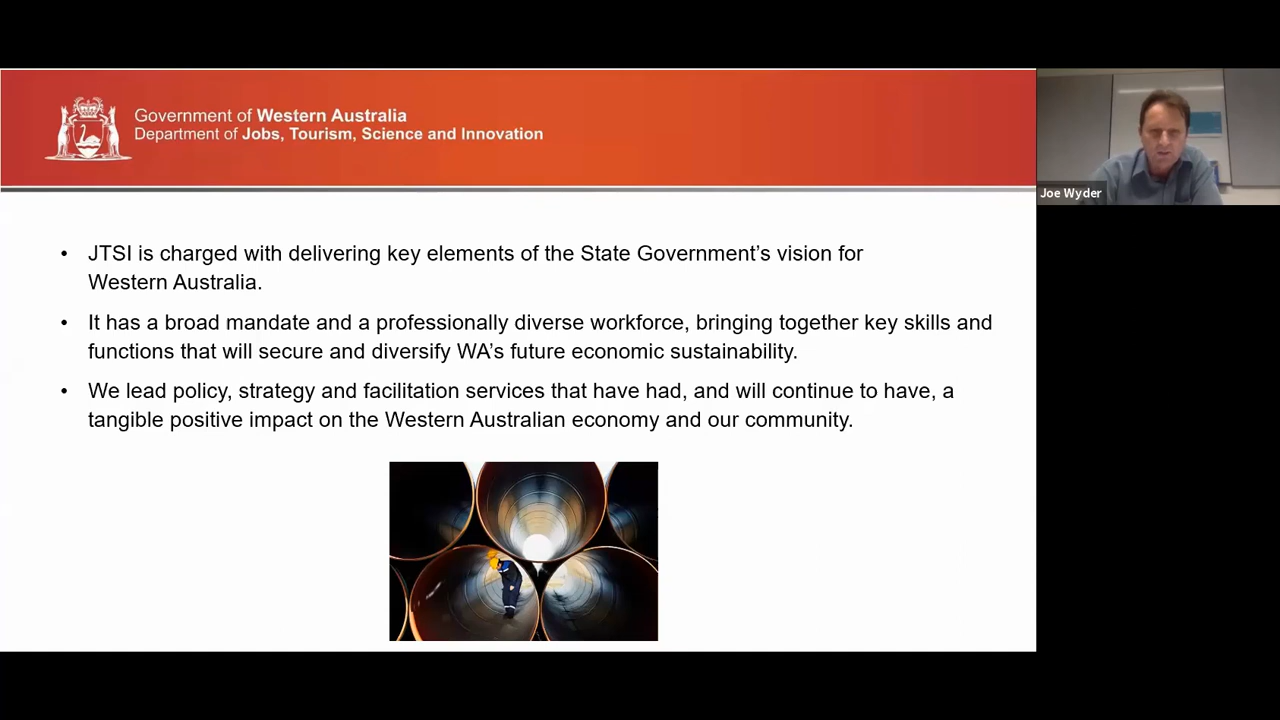 Government of Western Australia
Department of Jobs, Tourism, Science and Innovation
Joe Wyder
• JTSI is charged with delivering key elements of the State Government’s vision for
Western Australia.
• It has a broad mandate and a professionally diverse workforce, bringing together key skills and
functions that will secure and diversify WA’s future economic sustainability.
• We lead policy, strategy and facilitation services that have had, and will continue to have, a
tangible positive impact on the Western Australian economy and our community.